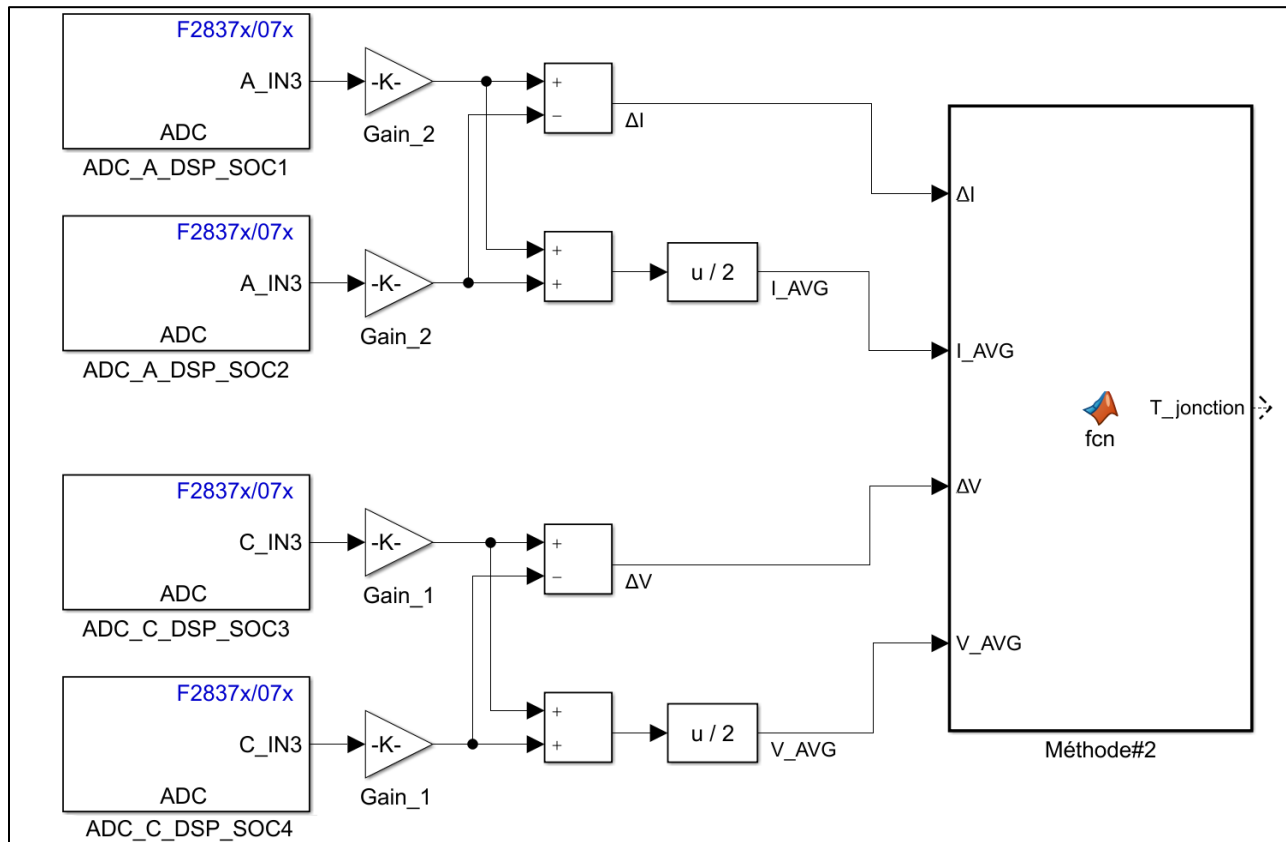 F2837x/07x
A_IN3
ADC
ADC_A_DSP_SOC1
-K-
Gain_2
+
−
ΔI
F2837x/07x
A_IN3
ADC
ADC_A_DSP_SOC2
-K-
Gain_2
+
+
u / 2
I_AVG
F2837x/07x
C_IN3
ADC
ADC_C_DSP_SOC3
-K-
Gain_1
+
−
ΔV
F2837x/07x
C_IN3
ADC
ADC_C_DSP_SOC4
-K-
Gain_1
+
+
u / 2
V_AVG
ΔI
I_AVG
ΔV
V_AVG
fcn
T_jonction
Méthode#2